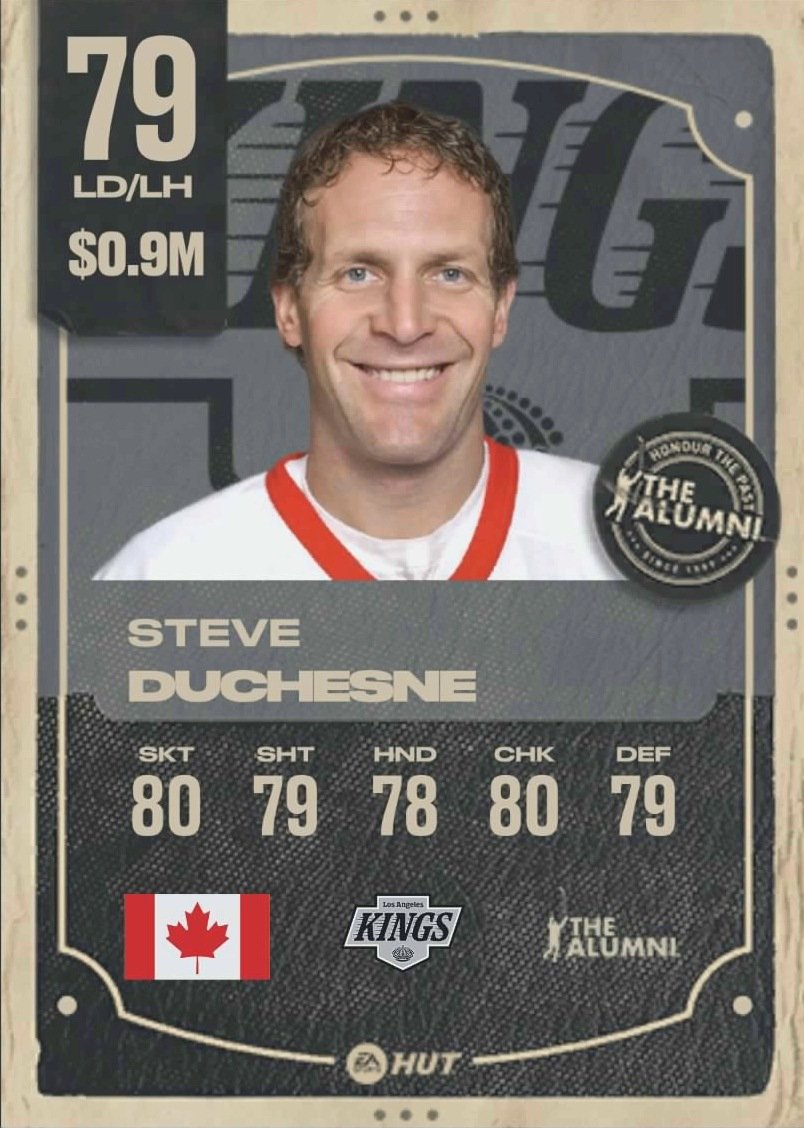 79
LD/LH
$0.9M
KINGS
HONOUR THE PAST
THE
ALUMNI
STEVE
DUCHESNE
SKT SHT HND CHK DEF
80 79 78 80 79
Los Angeles
KINGS
THE
ALUMNI
EA
HUT